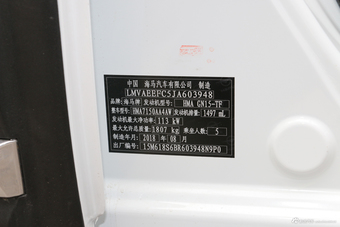 中国 海马汽车有限公司 制造
LMVAEEFC5JA603948
品牌: 海马牌 发动机型号: HMA GN15-TF
整车型号: HMA7150AA4AW 发动机排量: 1497 mL
发动机最大净功率: 113 kW
最大允许总质量: 1807 kg 乘坐人数: 5
制造年月: 2018 年 08 月
出厂编号: 15M618S6BR603948N9P0